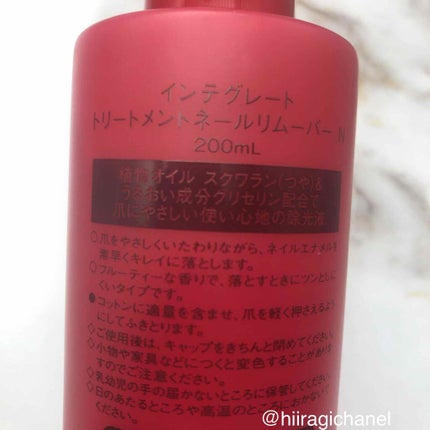 インテグレート
トリートメントネールリムーバー N
200mL
植物オイル スクワラン(つや)&
うるおい成分グリセリン配合で
爪にやさしい使い心地の除光液
○爪をやさしくいたわりながら、ネイルエナメルを
素早くキレイに落とします。
○フルーティーな香りで、落とすときにツンとしに
くいタイプです。
●コットンに適量を含ませ、爪を軽く押さえるよう
にしてふきとります。
◇ご使用後は、キャップをきちんと閉めてください。
◇小物や家具などにつくと変色することがありま
すのでご注意ください。
◇乳幼児の手の届かないところに保管してください。
◇日のあたるところや高温のところにおかないで
ください。
@hiiragichanel